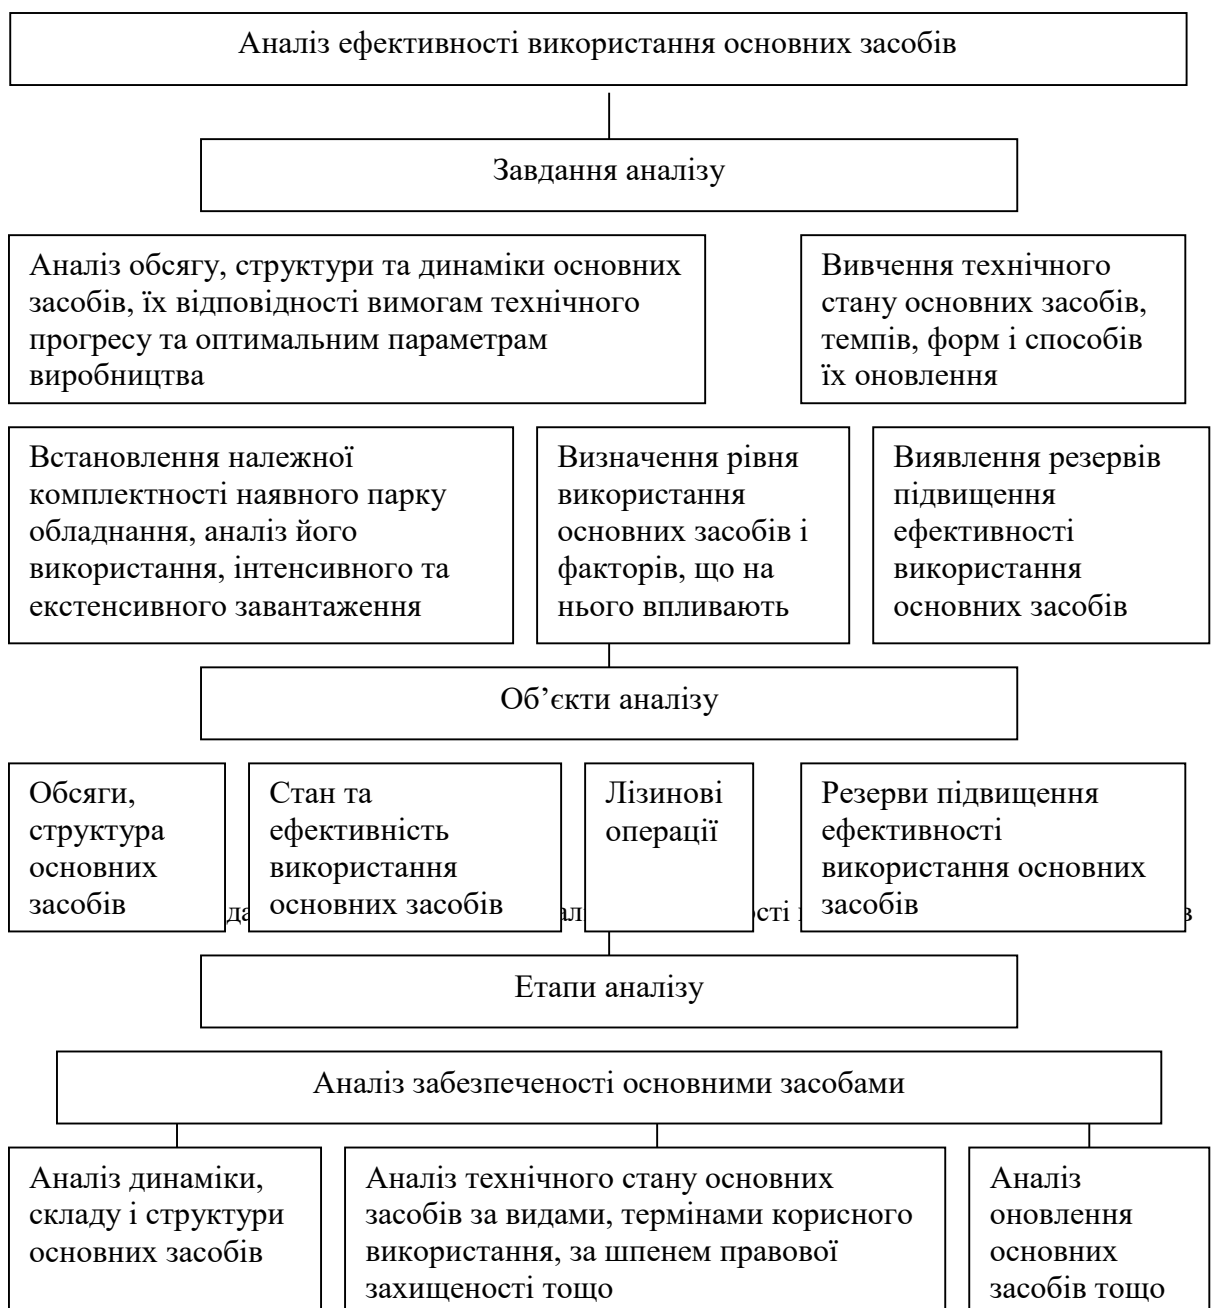 Аналіз ефективності використання основних засобів
Завдання аналізу
Аналіз обсягу, структури та динаміки основних
засобів, їх відповідності вимогам технічного
прогресу та оптимальним параметрам
виробництва
Вивчення технічного
стану основних засобів,
темпів, форм і способів
їх оновлення
Встановлення належної
комплектності наявного парку
обладнання, аналіз його
використання, інтенсивного та
екстенсивного завантаження
Визначення рівня
використання
основних засобів і
факторів, що на
нього впливають
Виявлення резервів
підвищення
ефективності
використання
основних засобів
Об’єкти аналізу
Обсяги,
структура
основних
засобів
Стан та
ефективність
використання
основних засобів
Лізинові
операції
Резерви підвищення
ефективності
використання основних
засобів
Етапи аналізу
Аналіз забезпеченості основними засобами
Аналіз динаміки,
складу і структури
основних засобів
Аналіз технічного стану основних
засобів за видами, термінами корисного
використання, за шпенем правової
захищеності тощо
Аналіз
оновлення
основних
засобів тощо